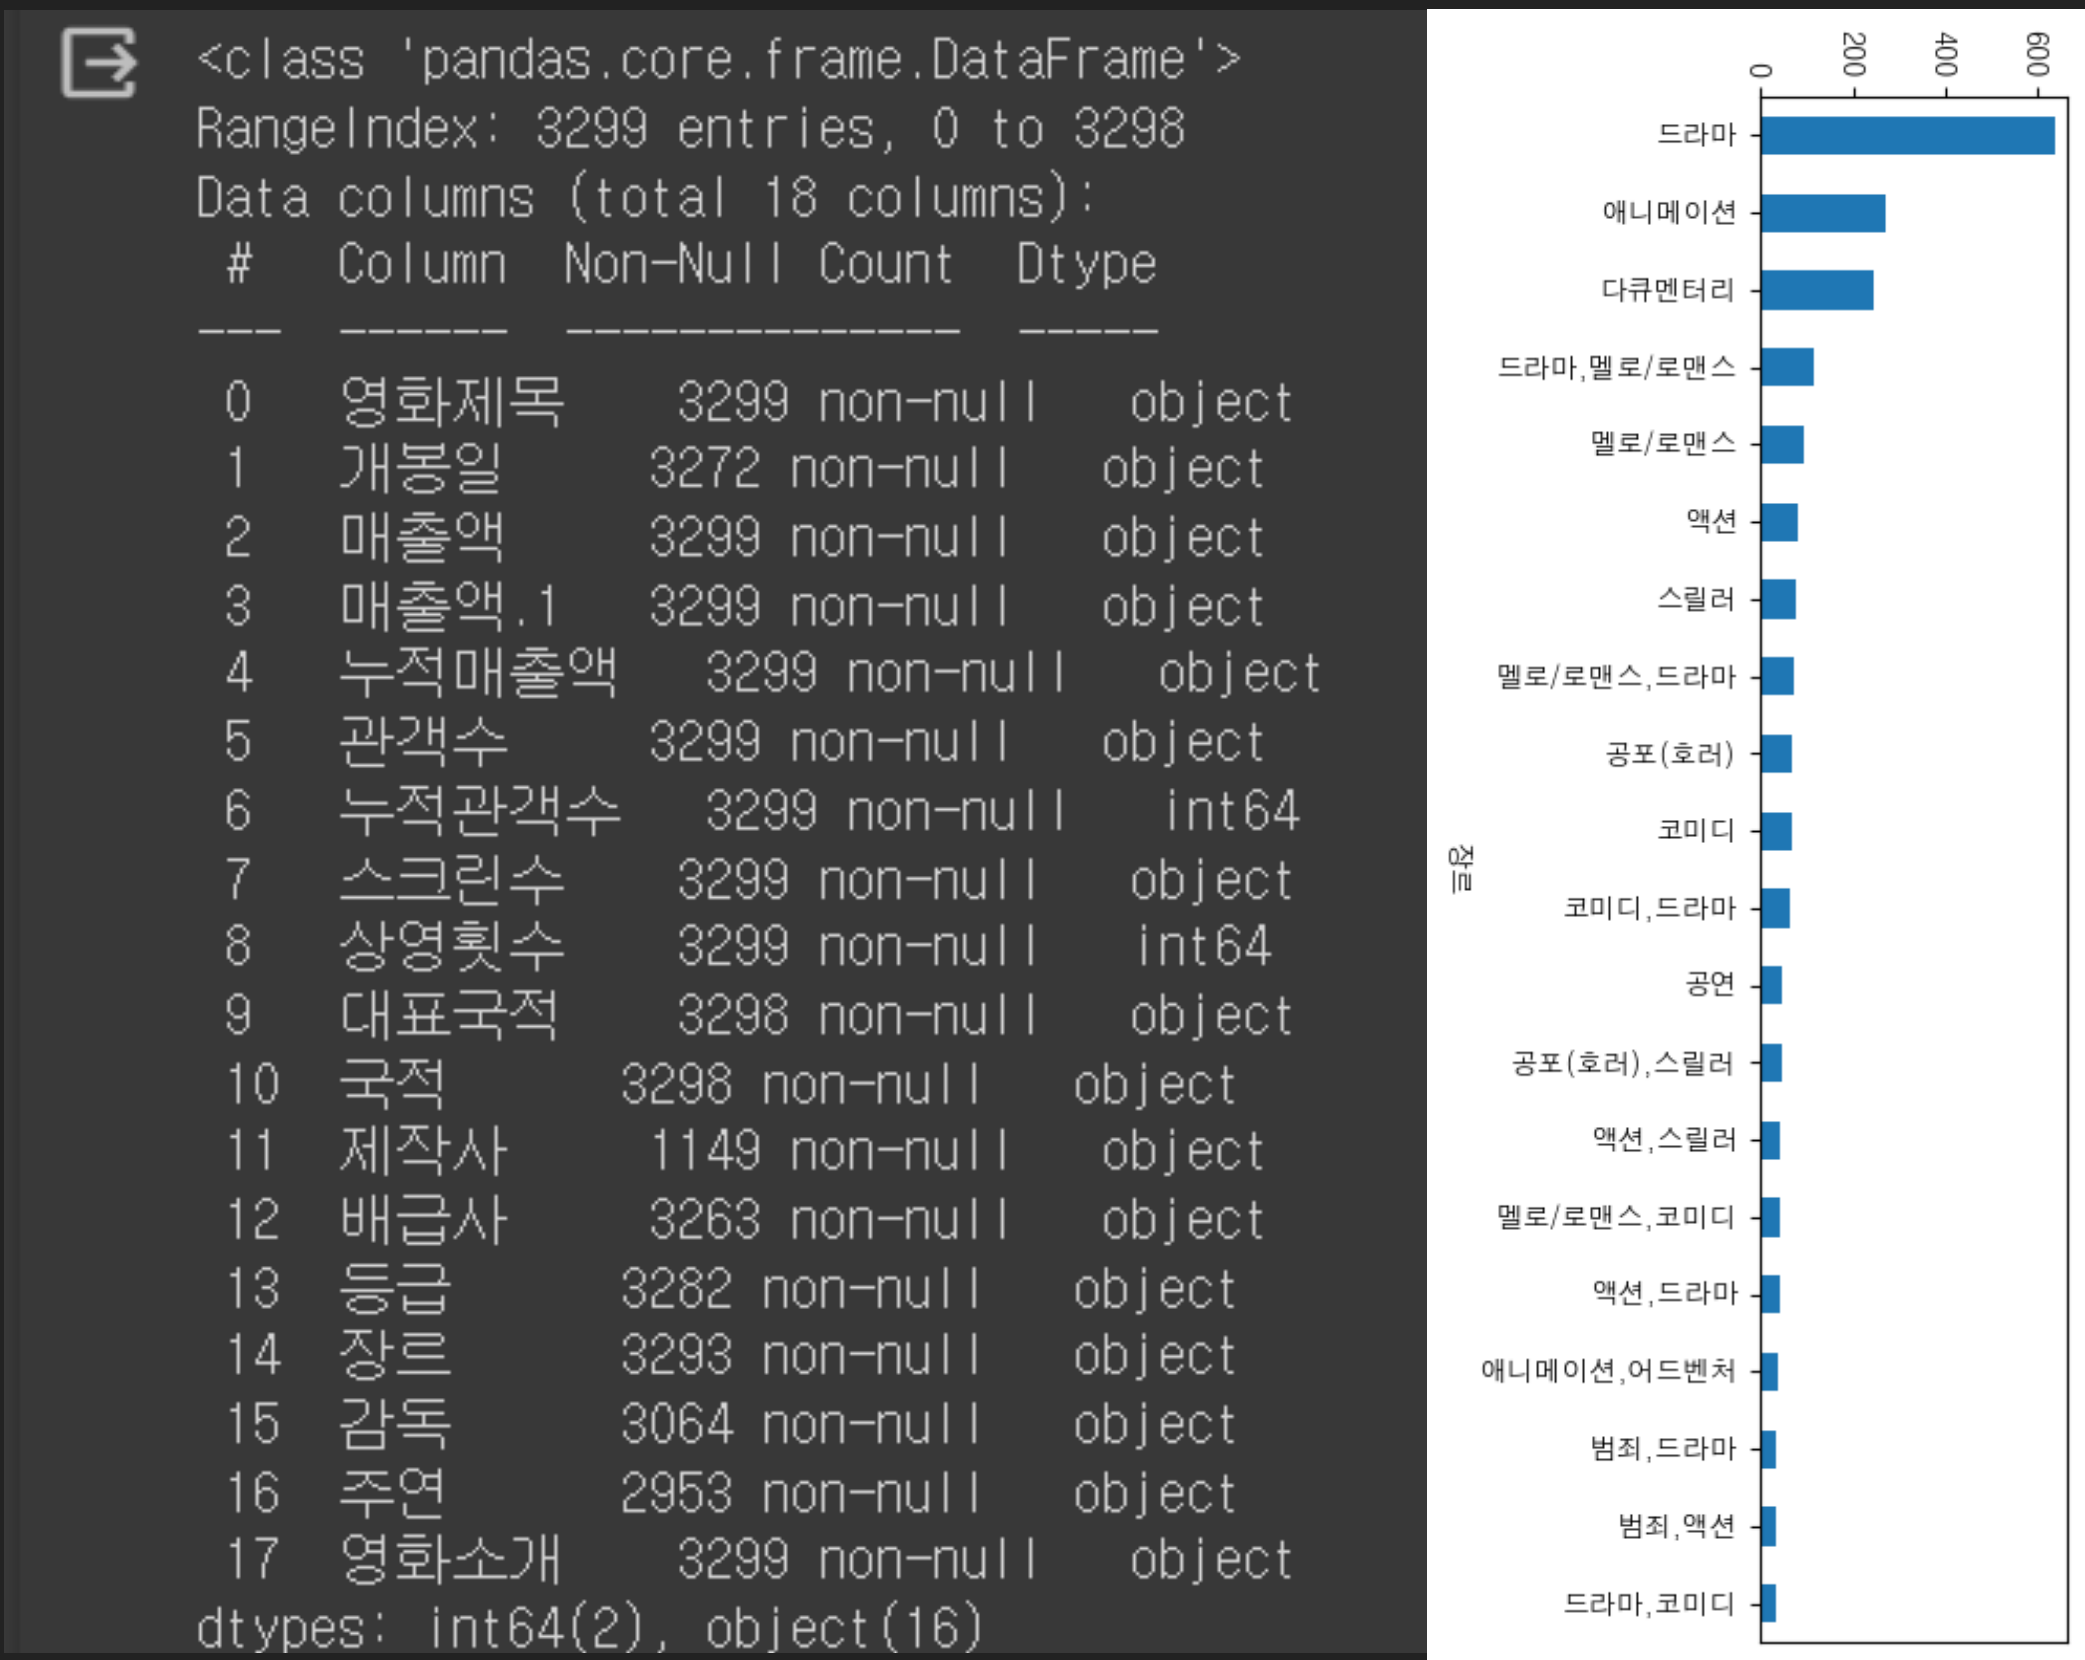 <class 'pandas.core.frame.DataFrame'>
RangeIndex: 3299 entries, 0 to 3298
Data columns (total 18 columns):
#   Column  Non-Null Count  Dtype
---  ------  --------------  -----
0   영화제목    3299 non-null   object
1   개봉일     3272 non-null   object
2   매출액     3299 non-null   object
3   매출액.1   3299 non-null   object
4   누적매출액   3299 non-null   object
5   관객수     3299 non-null   object
6   누적관객수   3299 non-null   int64
7   스크린수    3299 non-null   object
8   상영횟수    3299 non-null   int64
9   대표국적    3298 non-null   object
10  국적      3298 non-null   object
11  제작사     1149 non-null   object
12  배급사     3263 non-null   object
13  등급      3282 non-null   object
14  장르      3293 non-null   object
15  감독      3064 non-null   object
16  주연      2953 non-null   object
17  영화소개    3299 non-null   object
dtypes: int64(2), object(16)
0 200 400 600
드라마
애니메이션
다큐멘터리
드라마,멜로/로맨스
멜로/로맨스
액션
스릴러
멜로/로맨스,드라마
공포(호러)
코미디
코미디,드라마
공연
공포(호러),스릴러
액션,스릴러
멜로/로맨스,코미디
액션,드라마
애니메이션,어드벤처
범죄,드라마
범죄,액션
드라마,코미디
장르